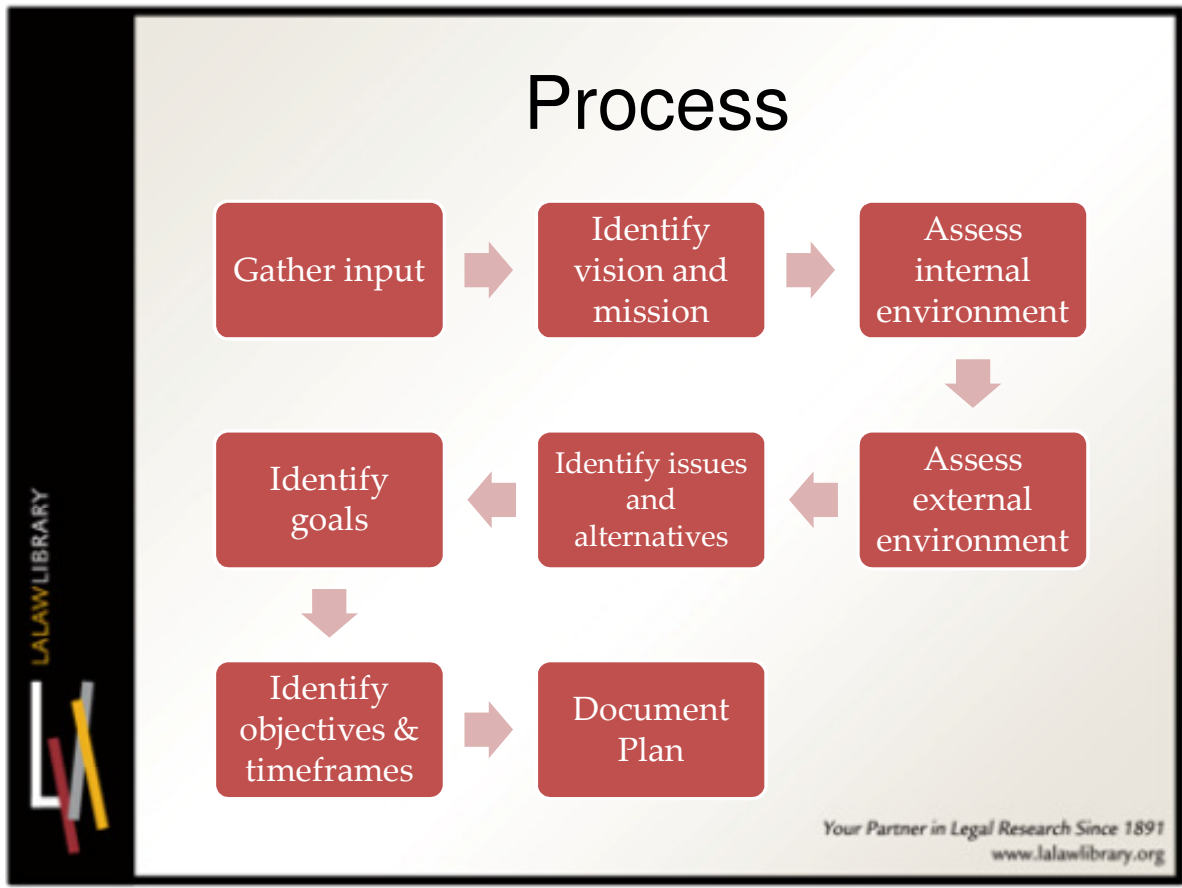 Process
Gather input
Identify
vision and
mission
Assess
internal
environment
Assess
external
environment
Identify issues
and
alternatives
Identify
goals
Identify
objectives &
timeframes
Document
Plan
LALAWLIBRARY
Your Partner in Legal Research Since 1891
www.lalawlibrary.org